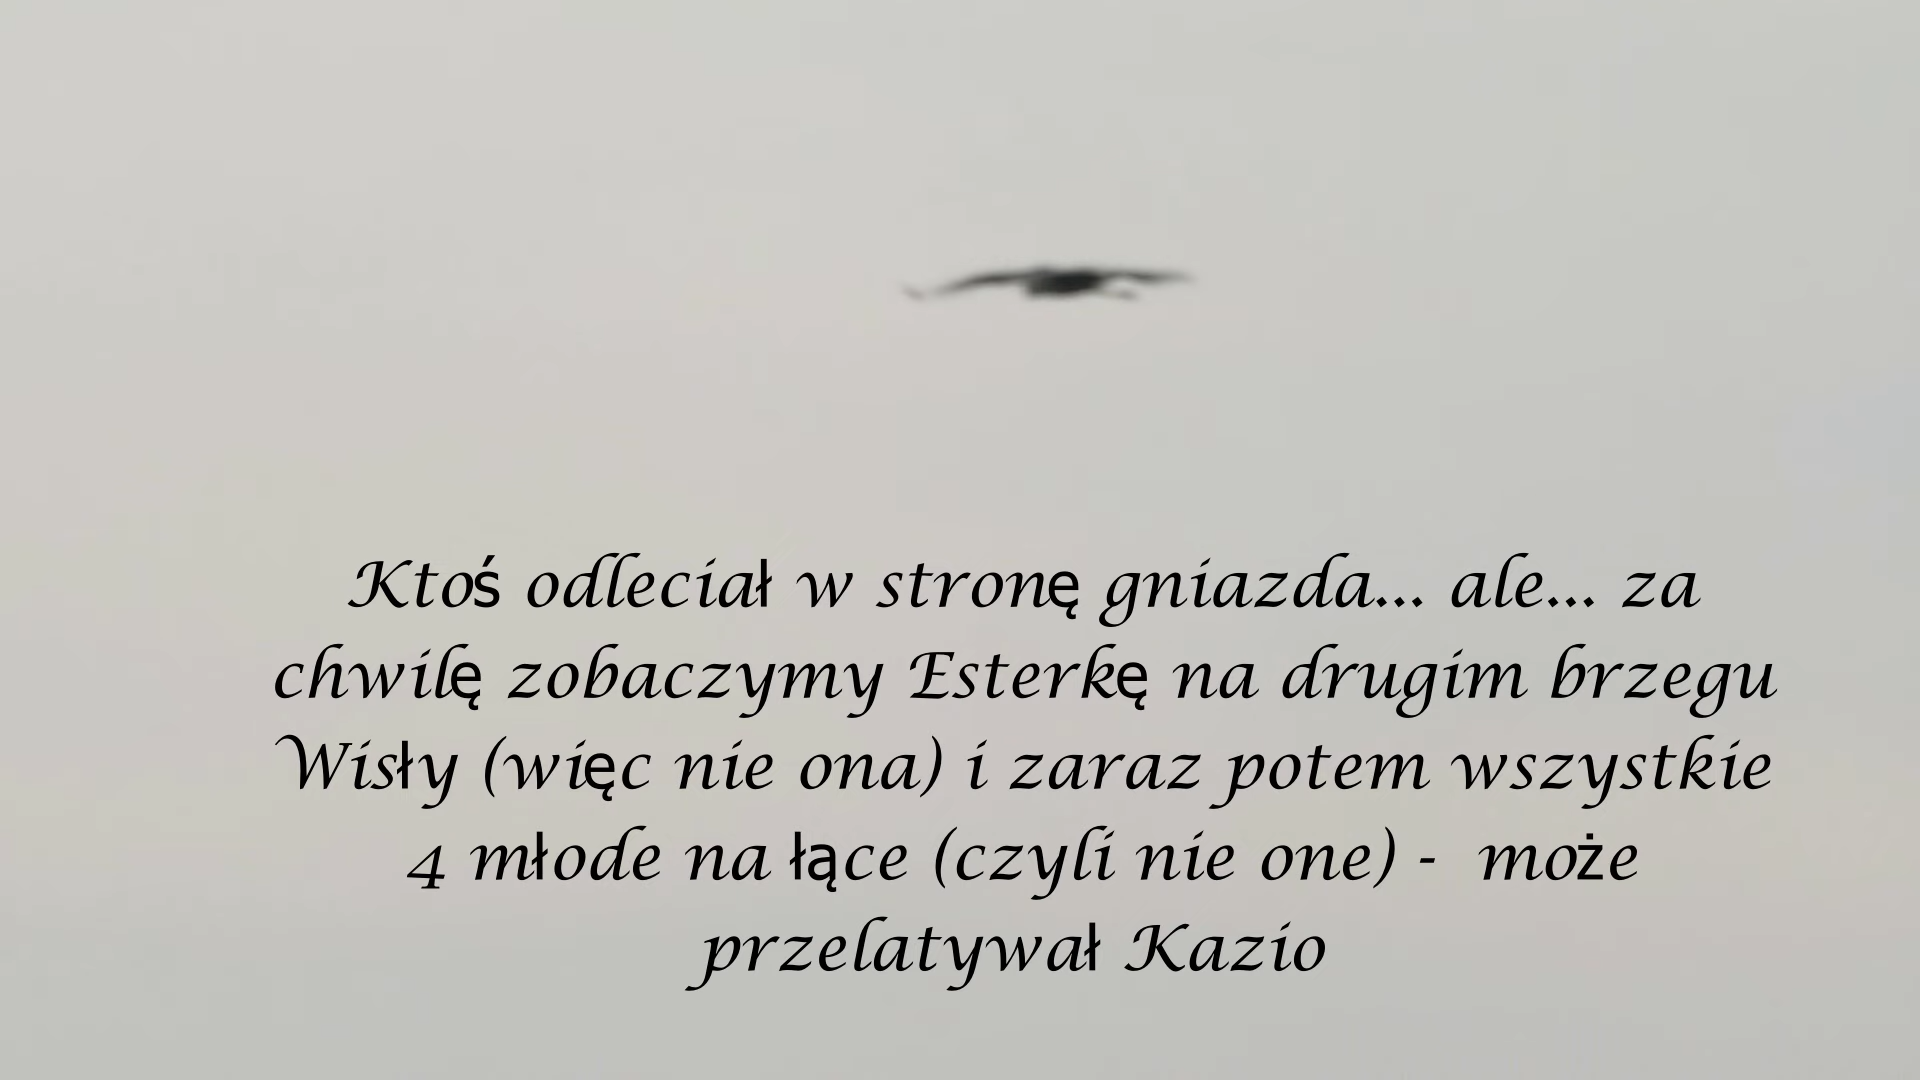 Ktoś odleciał w stronę gniazda... ale... za
chwilę zobaczymy Esterkę na drugim brzegu
Wisły (więc nie ona) i zaraz potem wszystkie
4 młode na łące (czyli nie one) - może
przelatywał Kazio